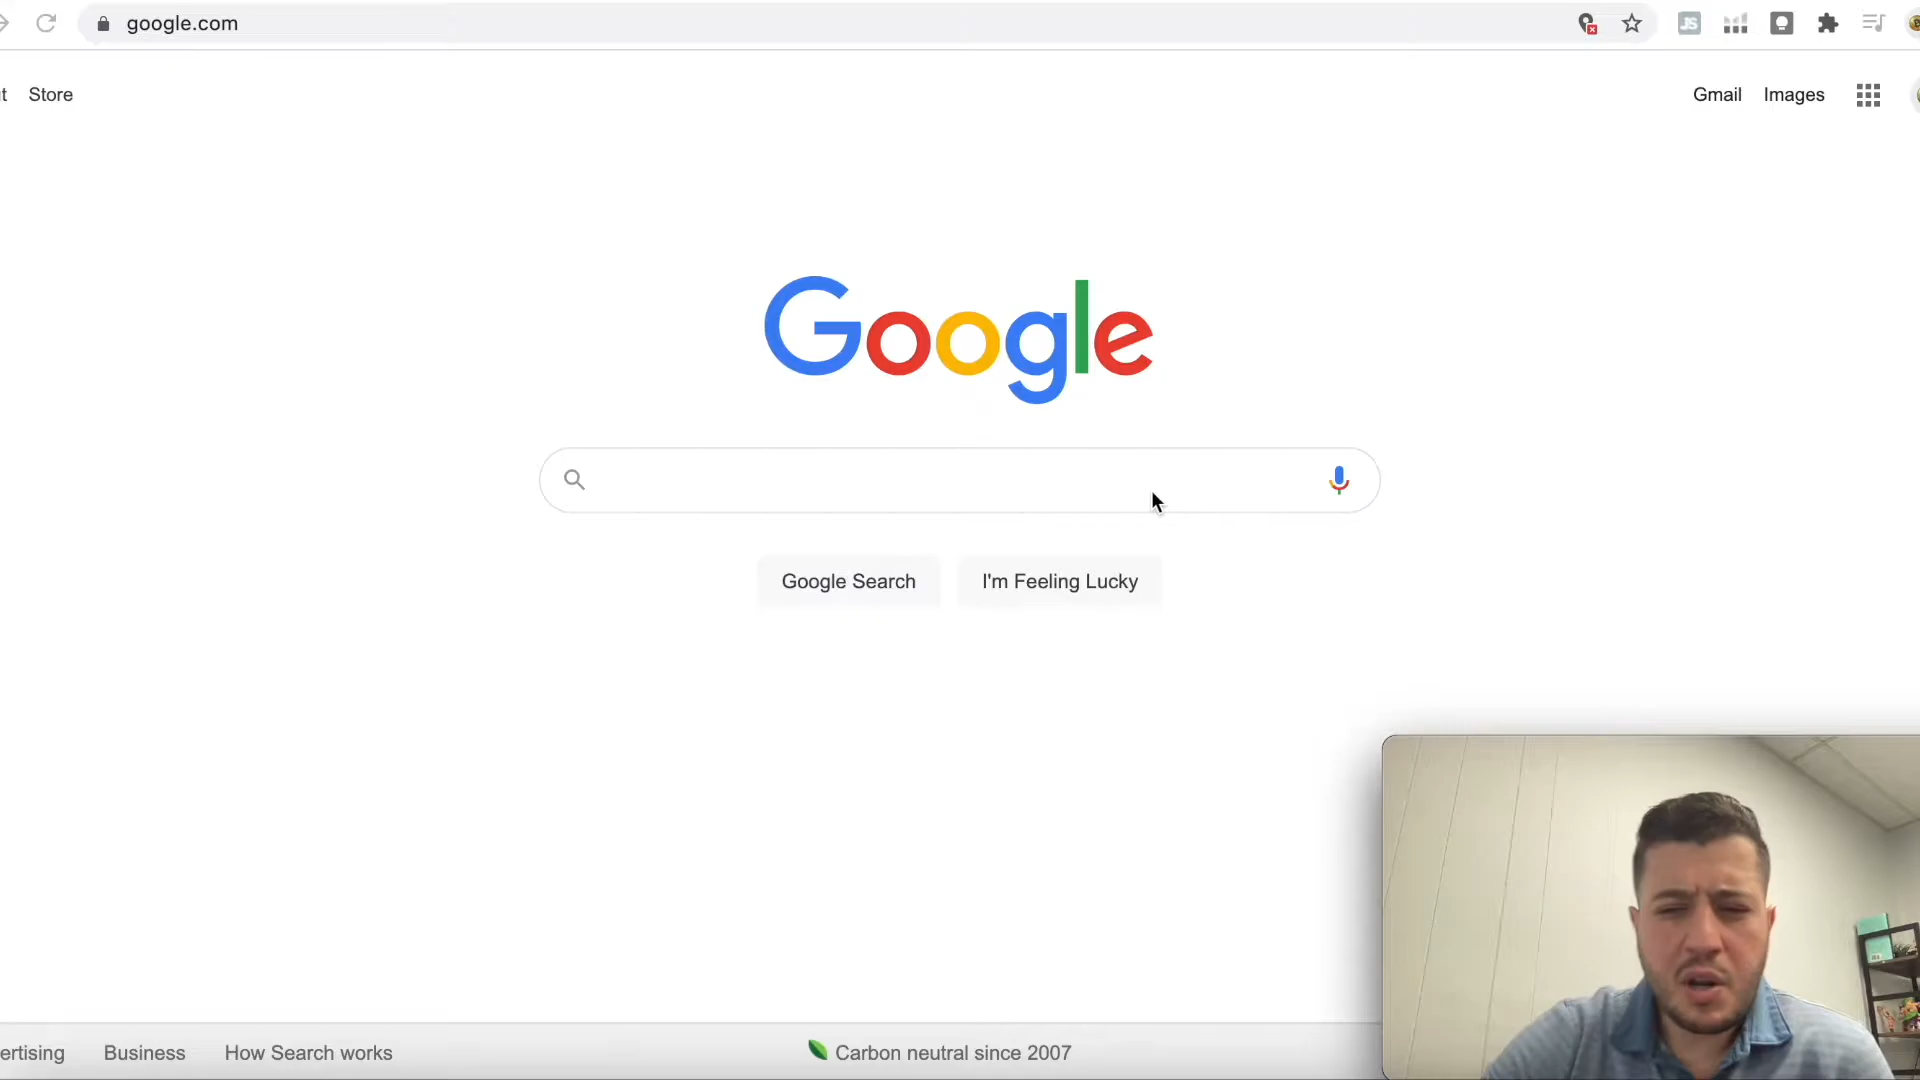 google.com
JS
Store
Gmail
Images
Google
Google Search
I'm Feeling Lucky
ertising
Business
How Search works
Carbon neutral since 2007